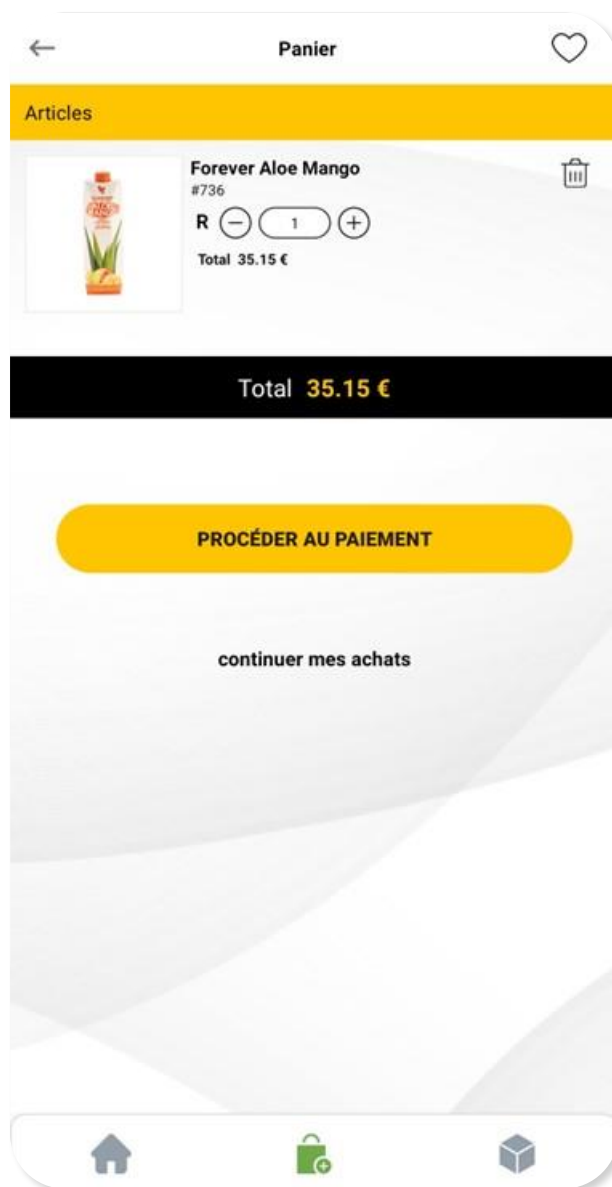 Panier
Articles
Forever Aloe Mango
#736
R 1
Total 35.15 €
Total 35.15 €
PROCÉDER AU PAIEMENT
continuer mes achats